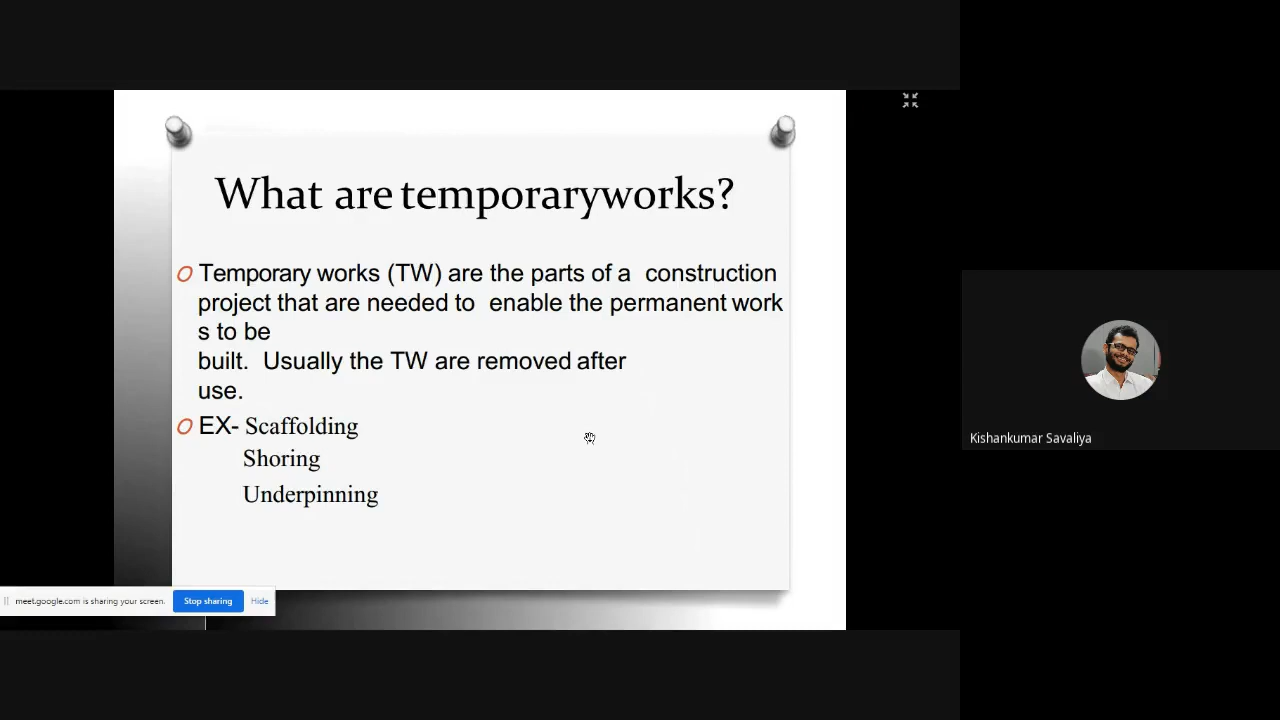 What are temporaryworks?
Temporary works (TW) are the parts of a construction
project that are needed to enable the permanent work
s to be
built. Usually the TW are removed after
use.
EX- Scaffolding
Shoring
Underpinning
Kishankumar Savaliya
meet.google.com is sharing your screen.
Stop sharing
Hide